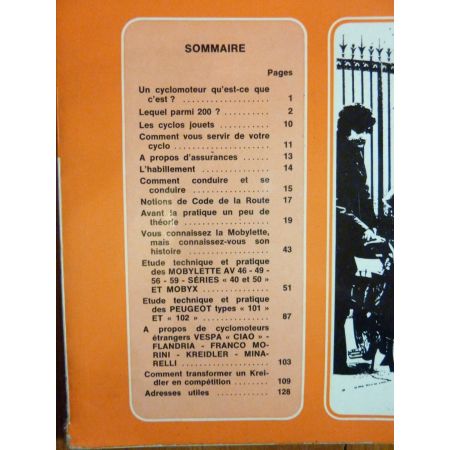 SOMMAIRE
Pages
Un cyclomoteur qu'est-ce que
c'est ? .................... 1
Lequel parmi 200 ? ........... 2
Les cyclos jouets ............ 10
Comment vous servir de votre
cyclo ...................... 11
A propos d'assurances ........ 13
L'habillement ................ 14
Comment conduire et se
conduire ................... 15
Notions de Code de la Route 17
Avant la pratique un peu de
théorie .................... 19
Vous connaissez la Mobylette,
mais connaissez-vous son
histoire ................... 43
Etude technique et pratique
des MOBYLETTE AV 46 - 49 -
56 - 59 - SÉRIES « 40 et 50 »
ET MOBYX ................... 51
Etude technique et pratique
des PEUGEOT types « 101 »
ET « 102 » ................. 87
A propos de cyclomoteurs
étrangers VESPA « CIAO » -
FLANDRIA - FRANCO MO-
RINI - KREIDLER - MINA-
RELLI) ..................... 103
Comment transformer un Krei-
dler en compétition ........ 109
Adresses utiles .............. 128